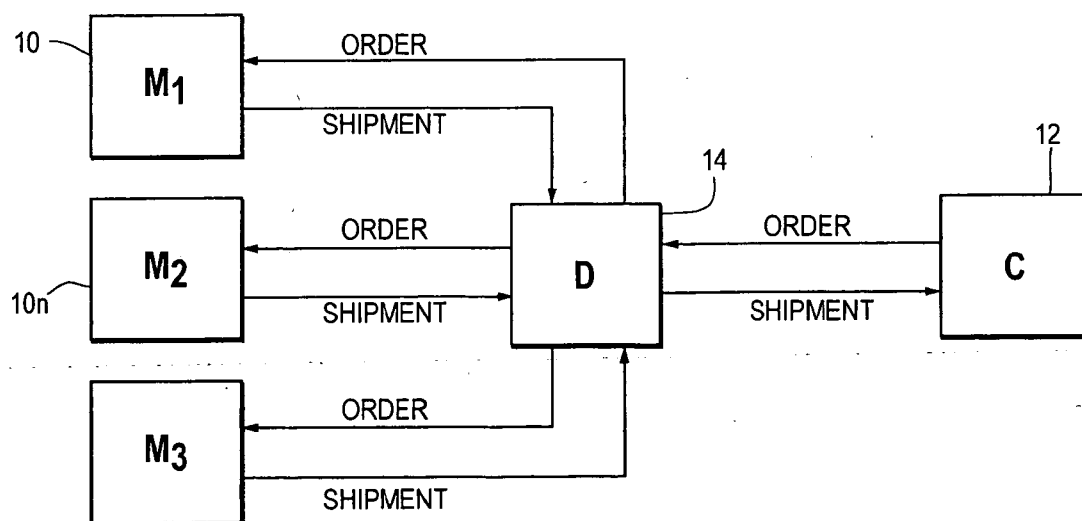 10
M1
ORDER
SHIPMENT
10n
M2
ORDER
SHIPMENT
14
D
12
ORDER
C
SHIPMENT
M3
ORDER
SHIPMENT